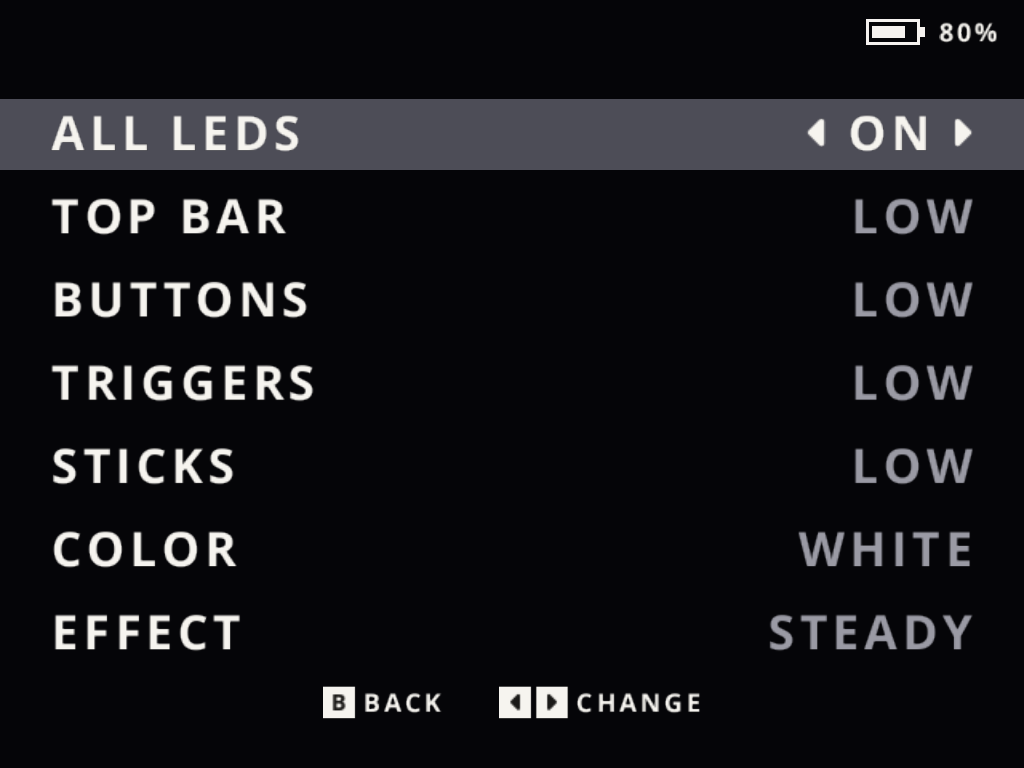 80%
ALL LEDS ON
TOP BAR LOW
BUTTONS LOW
TRIGGERS LOW
STICKS LOW
COLOR WHITE
EFFECT STEADY
B BACK CHANGE